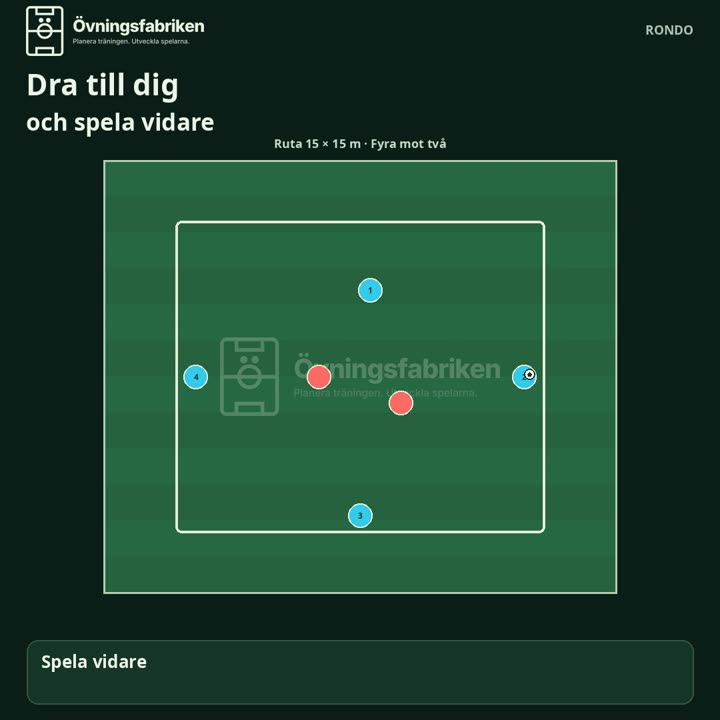 Övningsfabriken
Planera träningen. Utveckla spelarna.
RONDO
Dra till dig
och spela vidare
Ruta 15 × 15 m · Fyra mot två
1
4
2
Övningsfabriken
Planera träningen. Utveckla spelarna.
3
Spela vidare